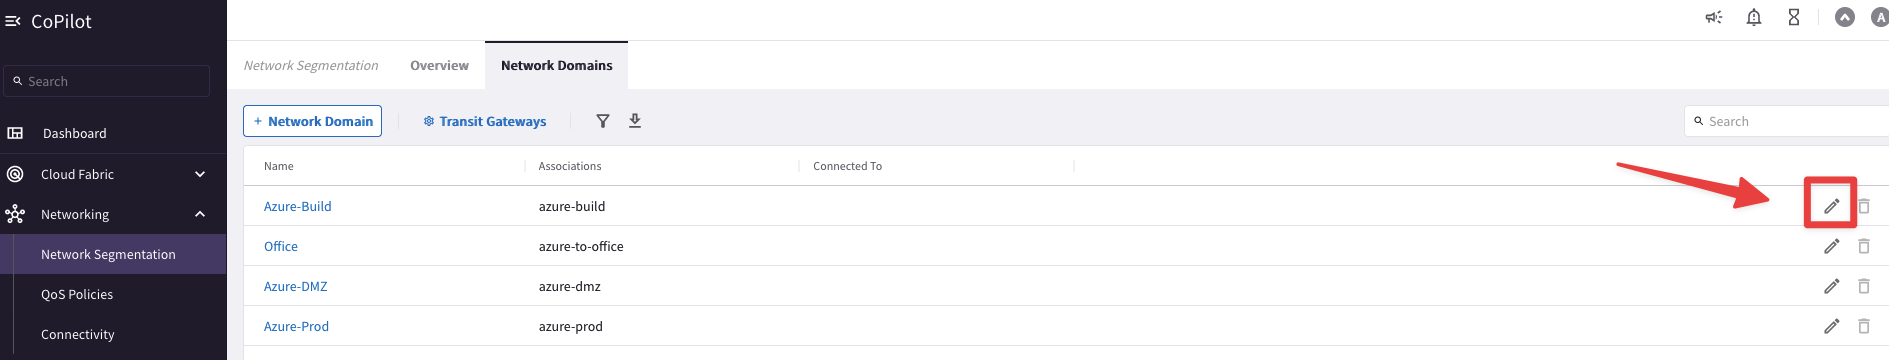 CoPilot
Search
Dashboard
Cloud Fabric
Networking
Network Segmentation
QoS Policies
Connectivity
A
Network Segmentation Overview Network Domains
+ Network Domain Transit Gateways Search
Name Associations Connected To
Azure-Build azure-build
Office azure-to-office
Azure-DMZ azure-dmz
Azure-Prod azure-prod